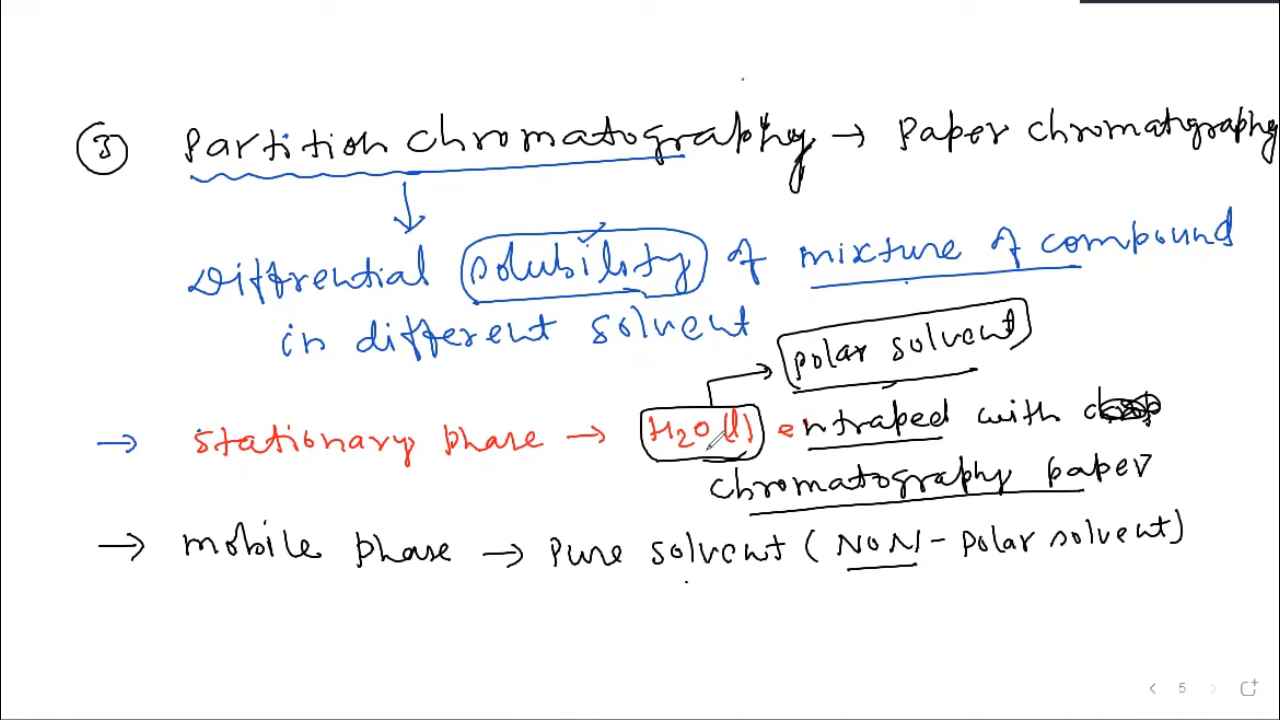 ③ Partition chromatography → Paper chromatography
Diffrential solubility of mixture of compound
in different solvent
polar solvent
→ stationary phase → H2O(l) entraped with
chromatography paper
→ mobile phase → Pure solvent (NON-polar solvent)
5